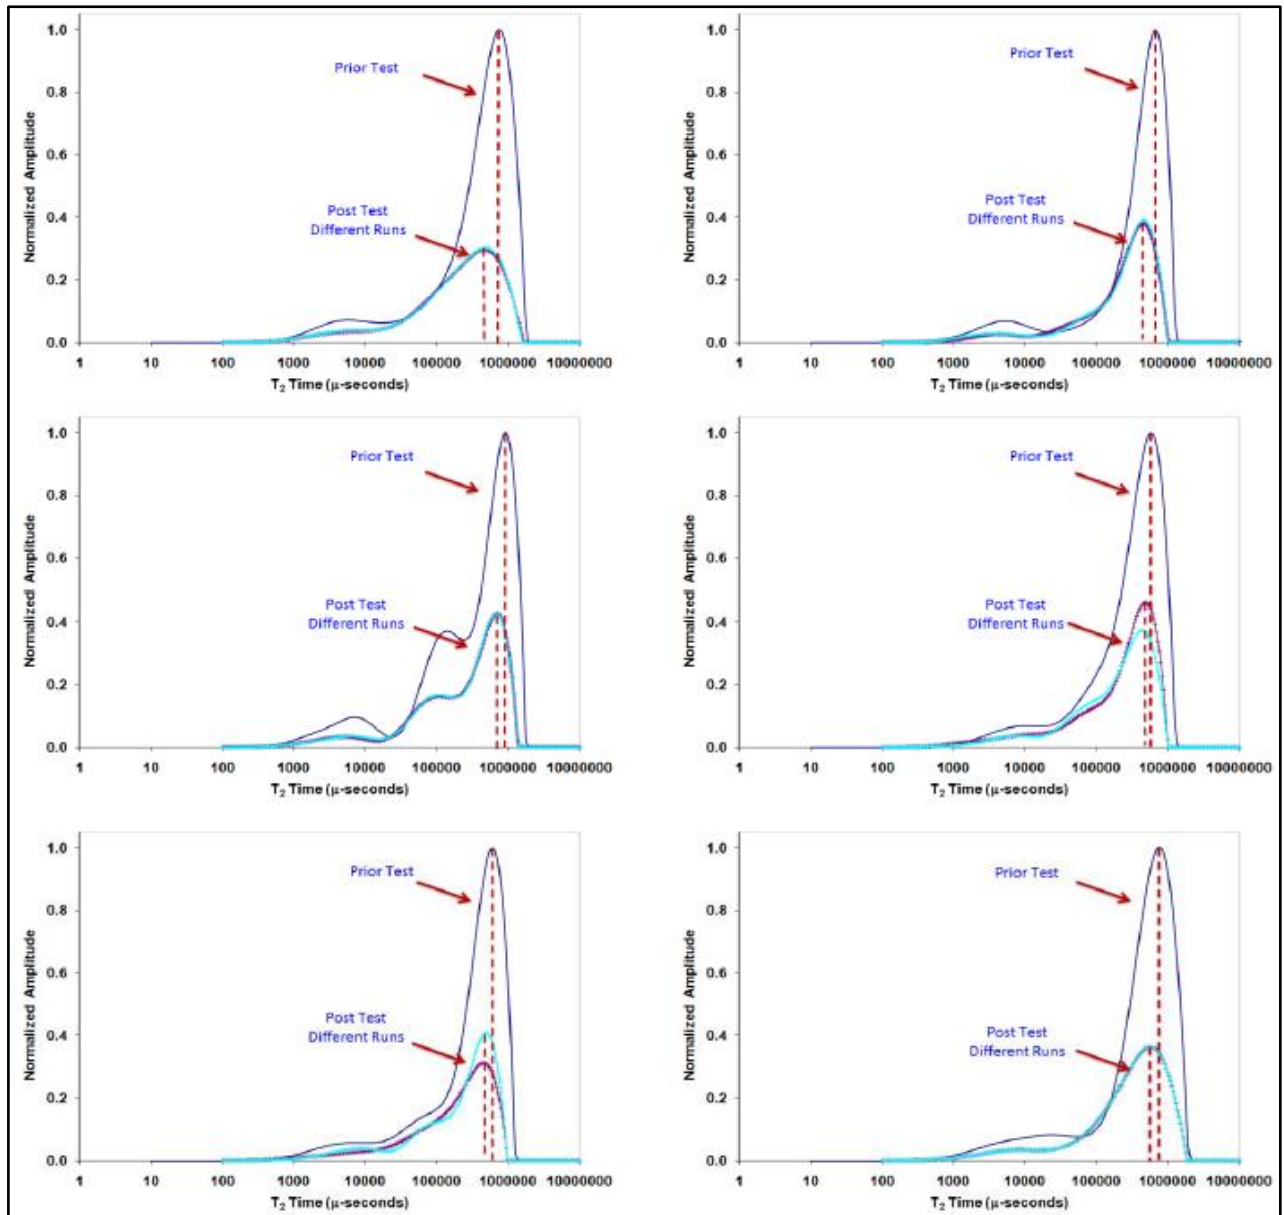 1.0
0.8
0.6
0.4
0.2
0.0
Normalized Amplitude
Prior Test
Post Test
Different Runs
1 10 100 1000 10000 100000 1000000 10000000
T₂ Time (μ-seconds)
1.0
0.8
0.6
0.4
0.2
0.0
Normalized Amplitude
Prior Test
Post Test
Different Runs
1 10 100 1000 10000 100000 1000000 10000000
T₂ Time (μ-seconds)
1.0
0.8
0.6
0.4
0.2
0.0
Normalized Amplitude
Prior Test
Post Test
Different Runs
1 10 100 1000 10000 100000 1000000 10000000
T₂ Time (μ-seconds)
1.0
0.8
0.6
0.4
0.2
0.0
Normalized Amplitude
Prior Test
Post Test
Different Runs
1 10 100 1000 10000 100000 1000000 10000000
T₂ Time (μ-seconds)
1.0
0.8
0.6
0.4
0.2
0.0
Normalized Amplitude
Prior Test
Post Test
Different Runs
1 10 100 1000 10000 100000 1000000 10000000
T₂ Time (μ-seconds)
1.0
0.8
0.6
0.4
0.2
0.0
Normalized Amplitude
Prior Test
Post Test
Different Runs
1 10 100 1000 10000 100000 1000000 10000000
T₂ Time (μ-seconds)